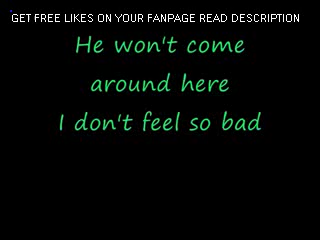 GET FREE LIKES ON YOUR FANPAGE READ DESCRIPTION
He won't come
around here
I don't feel so bad